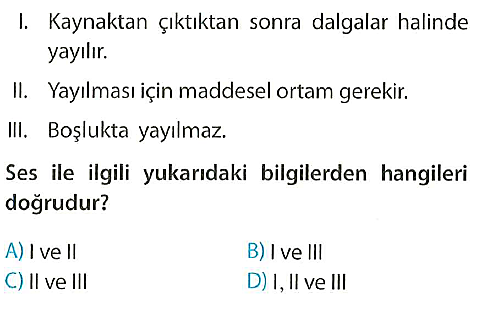 I. Kaynaktan çıktıktan sonra dalgalar halinde
yayılır.
II. Yayılması için maddesel ortam gerekir.
III. Boşlukta yayılmaz.
Ses ile ilgili yukarıdaki bilgilerden hangileri
doğrudur?
A) I ve II B) I ve III
C) II ve III D) I, II ve III